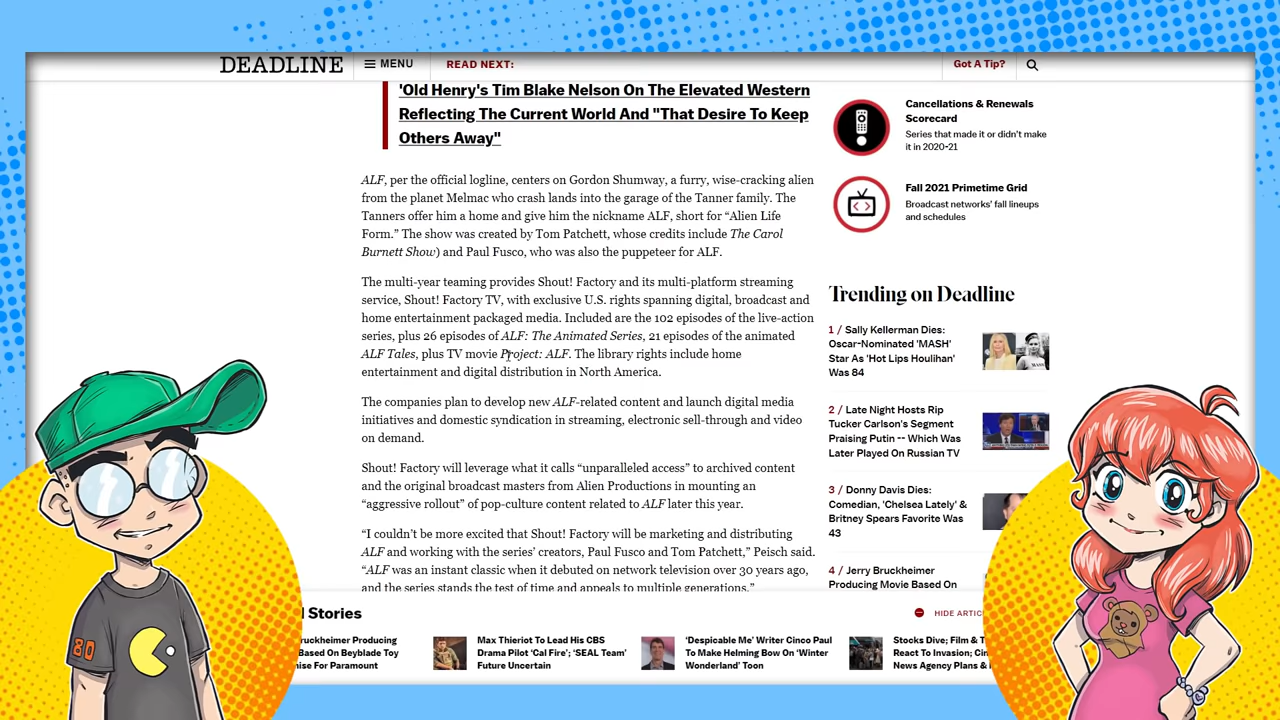 DEADLINE
MENU
READ NEXT:
Got A Tip?
'Old Henry's Tim Blake Nelson On The Elevated Western
Reflecting The Current World And "That Desire To Keep
Others Away"
ALF, per the official logline, centers on Gordon Shumway, a furry, wise-cracking alien
from the planet Melmac who crash lands into the garage of the Tanner family. The
Tanners offer him a home and give him the nickname ALF, short for “Alien Life
Form.” The show was created by Tom Patchett, whose credits include The Carol
Burnett Show) and Paul Fusco, who was also the puppeteer for ALF.
The multi-year teaming provides Shout! Factory and its multi-platform streaming
service, Shout! Factory TV, with exclusive U.S. rights spanning digital, broadcast and
home entertainment packaged media. Included are the 102 episodes of the live-action
series, plus 26 episodes of ALF: The Animated Series, 21 episodes of the animated
ALF Tales, plus TV movie Project: ALF. The library rights include home
entertainment and digital distribution in North America.
The companies plan to develop new ALF-related content and launch digital media
initiatives and domestic syndication in streaming, electronic sell-through and video
on demand.
Shout! Factory will leverage what it calls “unparalleled access” to archived content
and the original broadcast masters from Alien Productions in mounting an
“aggressive rollout” of pop-culture content related to ALF later this year.
“I couldn’t be more excited that Shout! Factory will be marketing and distributing
ALF and working with the series’ creators, Paul Fusco and Tom Patchett,” Peisch said.
“ALF was an instant classic when it debuted on network television over 30 years ago,
and the series stands the test of time and appeals to multiple generations.”
Cancellations & Renewals
Scorecard
Series that made it or didn't make
it in 2020-21
Fall 2021 Primetime Grid
Broadcast networks' fall lineups
and schedules
Trending on Deadline
1 / Sally Kellerman Dies:
Oscar-Nominated 'MASH'
Star As 'Hot Lips Houlihan'
Was 84
2 / Late Night Hosts Rip
Tucker Carlson's Segment
Praising Putin -- Which Was
Later Played On Russian TV
3 / Donny Davis Dies:
Comedian, 'Chelsea Lately' &
Britney Spears Favorite Was
43
4 / Jerry Bruckheimer
Producing Movie Based On
Stories
HIDE ARTIC
ruckheimer Producing
Based On Beyblade Toy
ise For Paramount
Max Thieriot To Lead His CBS
Drama Pilot ‘Cal Fire’; ‘SEAL Team’
Future Uncertain
‘Despicable Me’ Writer Cinco Paul
To Make Helming Bow On ‘Winter
Wonderland’ Toon
Stocks Dive; Film & T
React To Invasion; Cin
News Agency Plans &
80